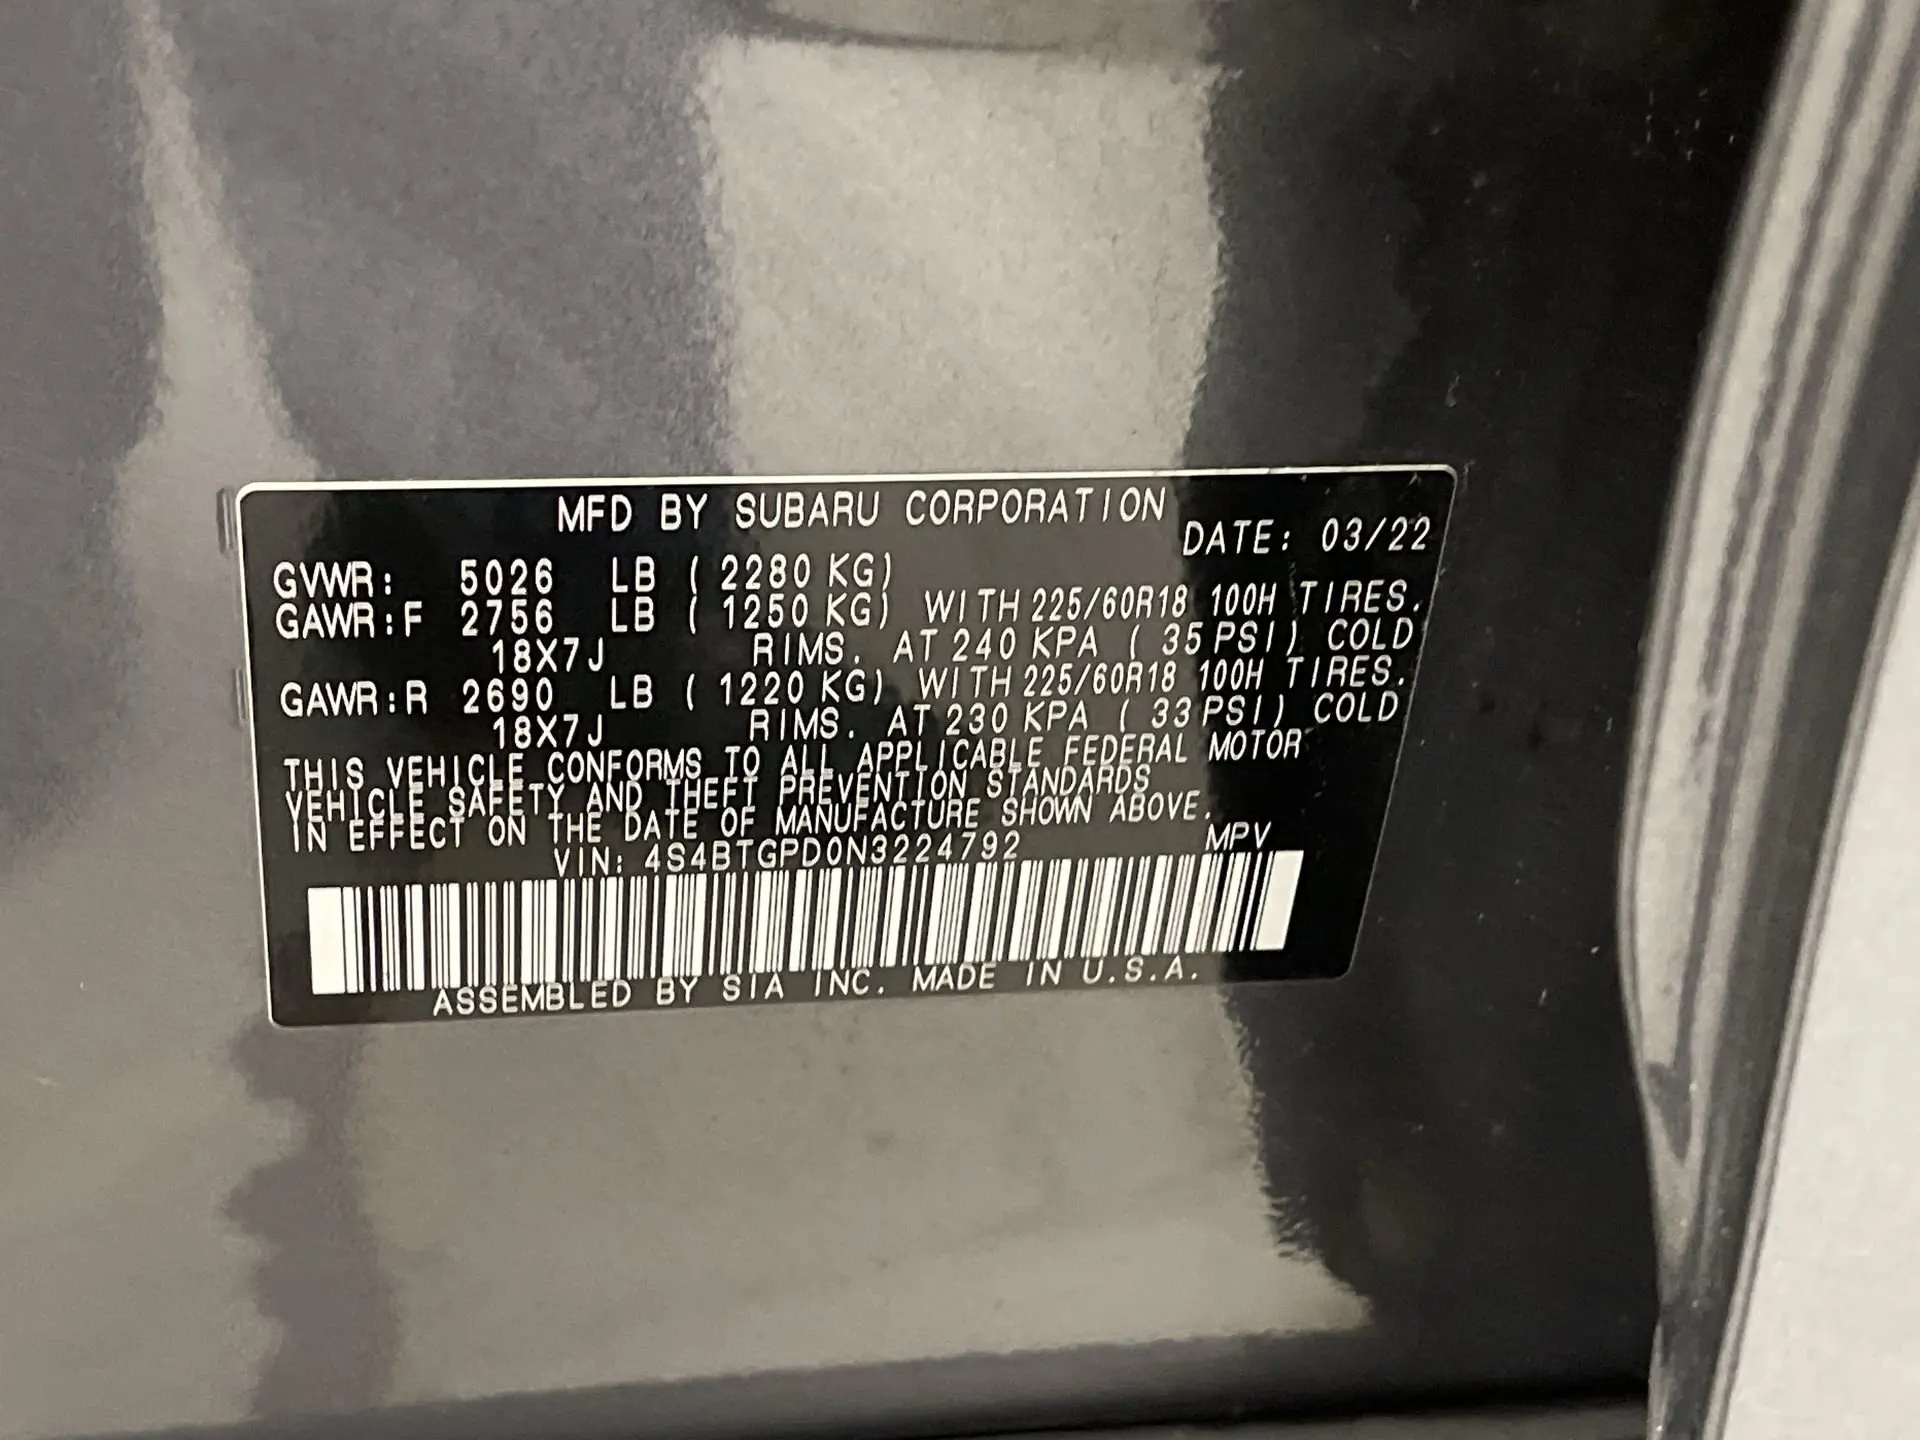 MFD BY SUBARU CORPORATION
DATE: 03/22
GVWR: 5026 LB ( 2280 KG)
GAWR:F 2756 LB ( 1250 KG) WITH 225/60R18 100H TIRES.
18X7J RIMS. AT 240 KPA ( 35 PSI) COLD
GAWR:R 2690 LB ( 1220 KG) WITH 225/60R18 100H TIRES.
18X7J RIMS. AT 230 KPA ( 33 PSI) COLD
THIS VEHICLE CONFORMS TO ALL APPLICABLE FEDERAL MOTOR
VEHICLE SAFETY AND THEFT PREVENTION STANDARDS
IN EFFECT ON THE DATE OF MANUFACTURE SHOWN ABOVE.
VIN: 4S4BTGPD0N3224792 MPV
ASSEMBLED BY SIA INC. MADE IN U.S.A.